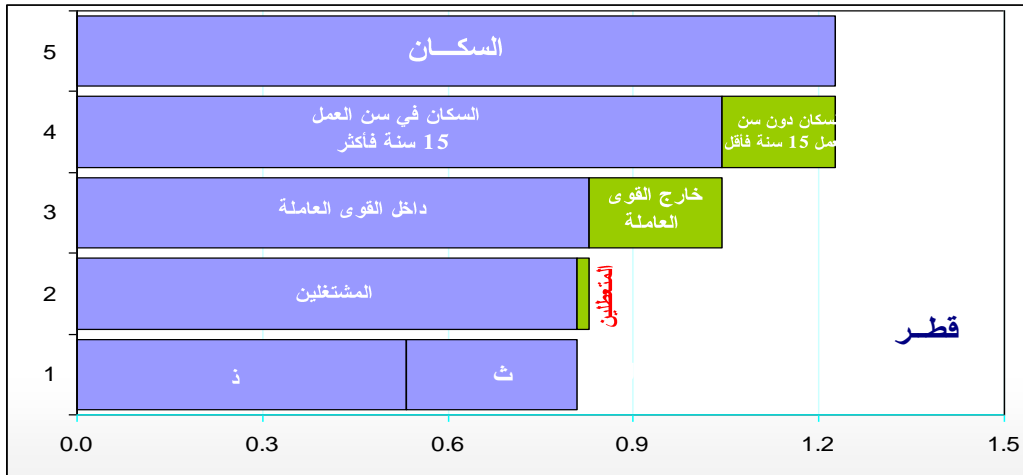 5
السكـــان
4
السكان في سن العمل
15 سنة فأكثر
سكان دون سن
عمل 15 سنة فأقل
3
داخل القوى العاملة
خارج القوى
العاملة
2
المشتغلين
المتعطلين
قطــر
1
ذ
ث
0.0
0.3
0.6
0.9
1.2
1.5